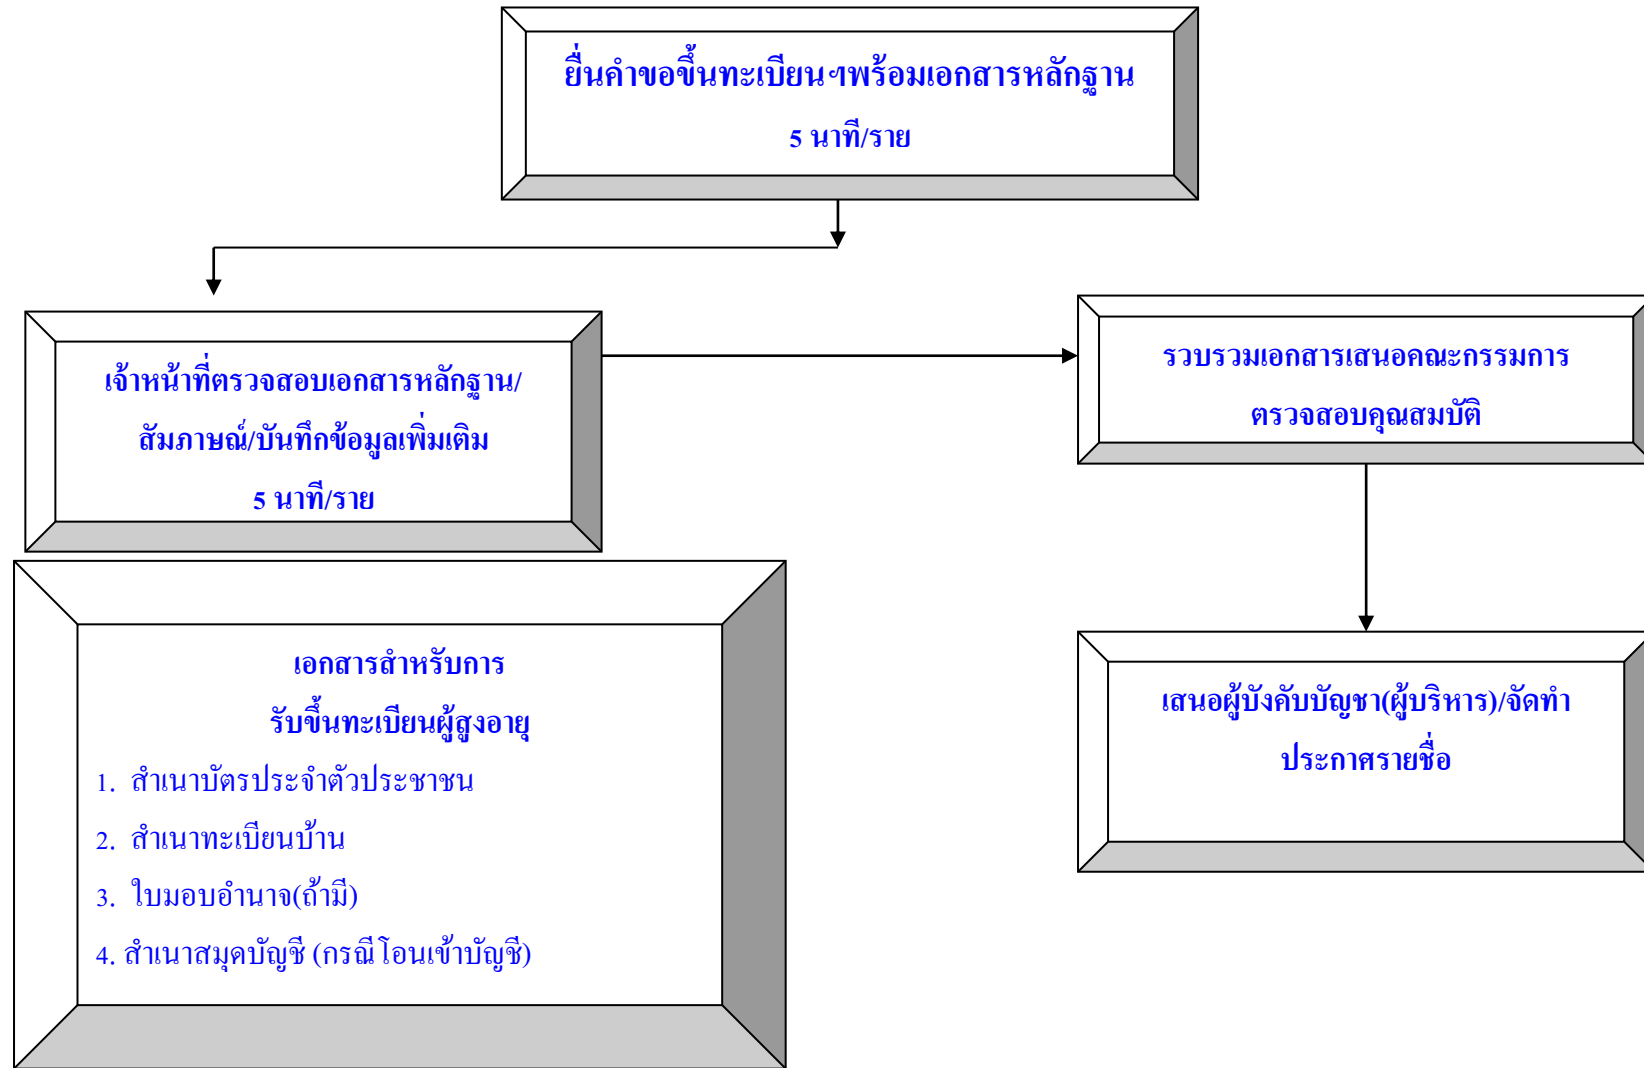 ยื่นคำขอขึ้นทะเบียนฯพร้อมเอกสารหลักฐาน
5 นาที/ราย
เจ้าหน้าที่ตรวจสอบเอกสารหลักฐาน/
สัมภาษณ์/บันทึกข้อมูลเพิ่มเติม
5 นาที/ราย
รวบรวมเอกสารเสนอคณะกรรมการ
ตรวจสอบคุณสมบัติ
เสนอผู้บังคับบัญชา(ผู้บริหาร)/จัดทำ
ประกาศรายชื่อ
เอกสารสำหรับการ
รับขึ้นทะเบียนผู้สูงอายุ
1. สำเนาบัตรประจำตัวประชาชน
2. สำเนาทะเบียนบ้าน
3. ใบมอบอำนาจ(ถ้ามี)
4. สำเนาสมุดบัญชี (กรณีโอนเข้าบัญชี)